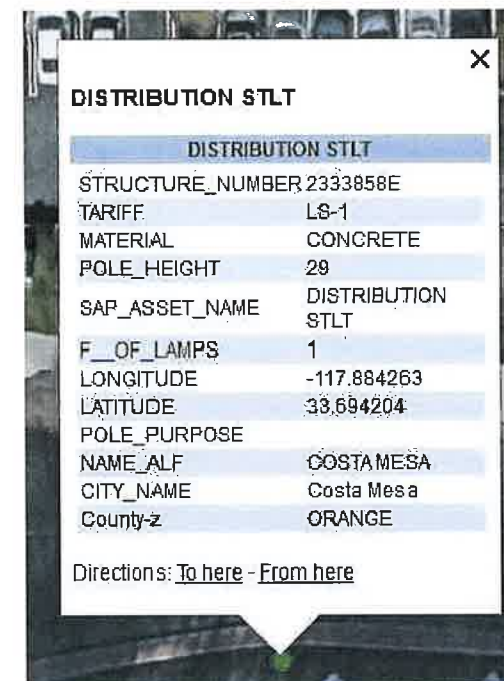 ×
DISTRIBUTION STLT
DISTRIBUTION STLT
STRUCTURE_NUMBER 2333858E
TARIFF LS-1
MATERIAL CONCRETE
POLE_HEIGHT 29
SAP_ASSET_NAME DISTRIBUTION
STLT
F__OF_LAMPS 1
LONGITUDE -117.884263
LATITUDE 33.694204
POLE_PURPOSE
NAME_ALF COSTA MESA
CITY_NAME Costa Mesa
County-z ORANGE
Directions: To here - From here